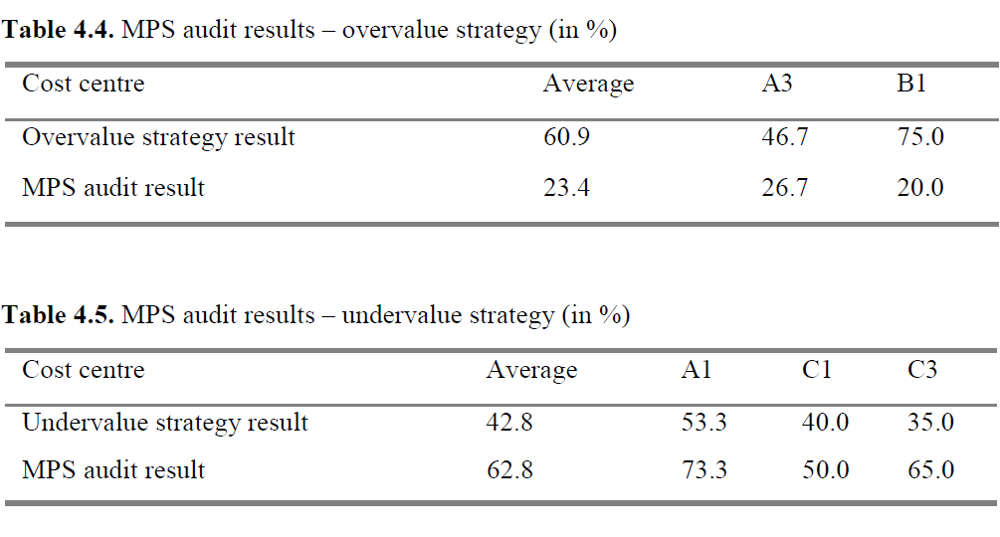 Table 4.4. MPS audit results – overvalue strategy (in %)
Cost centre Average A3 B1
Overvalue strategy result 60.9 46.7 75.0
MPS audit result 23.4 26.7 20.0
Table 4.5. MPS audit results – undervalue strategy (in %)
Cost centre Average A1 C1 C3
Undervalue strategy result 42.8 53.3 40.0 35.0
MPS audit result 62.8 73.3 50.0 65.0